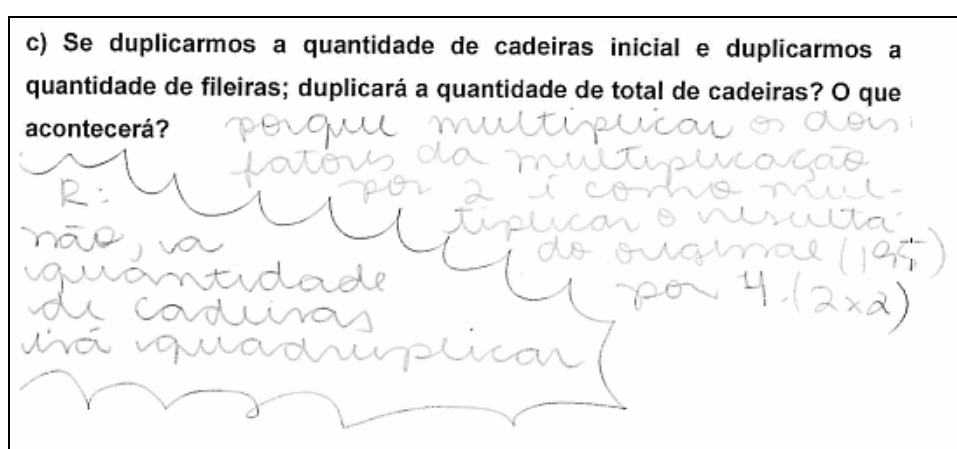 c) Se duplicarmos a quantidade de cadeiras inicial e duplicarmos a
quantidade de fileiras; duplicará a quantidade de total de cadeiras? O que
acontecerá?
R:
não, a
quantidade
de cadeiras
irá quadruplicar
porque multiplicar os dois
fatores da multiplicação
por 2 é como mul-
tiplicar o resulta
do original (195)
por 4. (2x2)